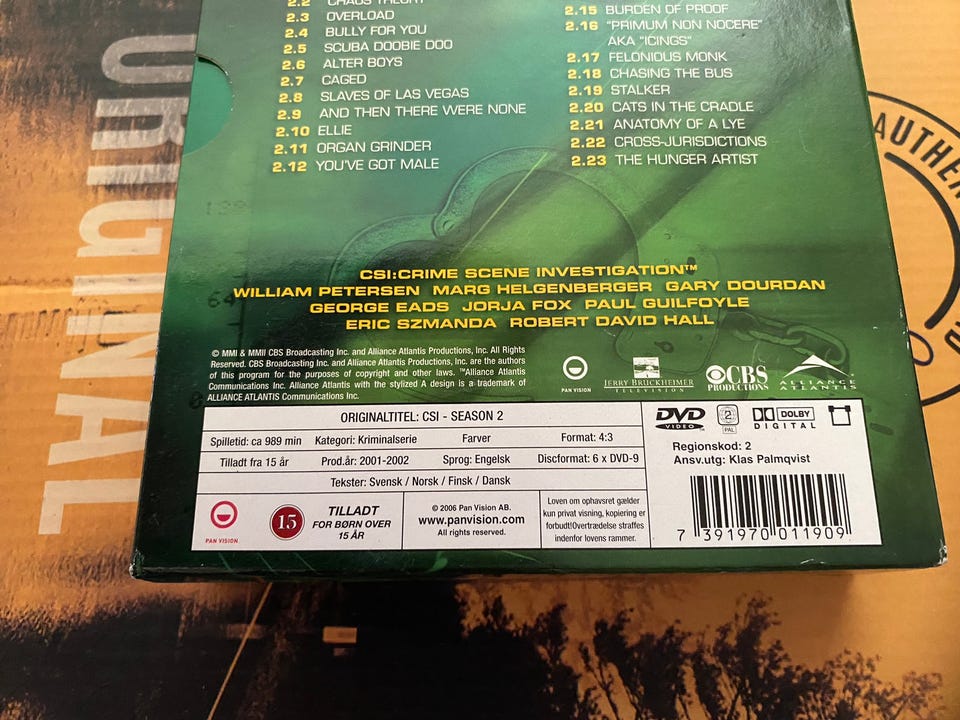 2.2 CHAOS THEORY
2.3 OVERLOAD
2.4 BULLY FOR YOU
2.5 SCUBA DOOBIE DOO
2.6 ALTER BOYS
2.7 CAGED
2.8 SLAVES OF LAS VEGAS
2.9 AND THEN THERE WERE NONE
2.10 ELLIE
2.11 ORGAN GRINDER
2.12 YOU'VE GOT MALE
2.15 BURDEN OF PROOF
2.16 "PRIMUM NON NOCERE"
AKA "ICINGS"
2.17 FELONIOUS MONK
2.18 CHASING THE BUS
2.19 STALKER
2.20 CATS IN THE CRADLE
2.21 ANATOMY OF A LYE
2.22 CROSS-JURISDICTIONS
2.23 THE HUNGER ARTIST
CSI:CRIME SCENE INVESTIGATION™
WILLIAM PETERSEN MARG HELGENBERGER GARY DOURDAN
GEORGE EADS JORJA FOX PAUL GUILFOYLE
ERIC SZMANDA ROBERT DAVID HALL
© MMI & MMII CBS Broadcasting Inc. and Alliance Atlantis Productions, Inc. All Rights
Reserved. CBS Broadcasting Inc. and Alliance Atlantis Productions, Inc. are the authors
of this program for the purposes of copyright and other laws. ™Alliance Atlantis
Communications Inc. Alliance Atlantis with the stylized A design is a trademark of
ALLIANCE ATLANTIS Communications Inc.
PAN VISION
JERRY BRUCKHEIMER
TELEVISION
CBS
PRODUCTIONS
ALLIANCE
ATLANTIS
ORIGINALTITEL: CSI - SEASON 2
Spilletid: ca 989 min Kategori: Kriminalserie Farver Format: 4:3
Tilladt fra 15 år Prod.år: 2001-2002 Sprog: Engelsk Discformat: 6 x DVD-9
Tekster: Svensk / Norsk / Finsk / Dansk
PAN VISION
15
TILLADT
FOR BØRN OVER
15 ÅR
© 2006 Pan Vision AB.
www.panvision.com
All rights reserved.
Loven om ophavsret gælder
kun privat visning, kopiering er
forbudt!Overtrædelse straffes
indenfor lovens rammer.
DVD
VIDEO
2
PAL
DOLBY
DIGITAL
Regionskod: 2
Ansv.utg: Klas Palmqvist
7 391970 011909
ORIGINAL